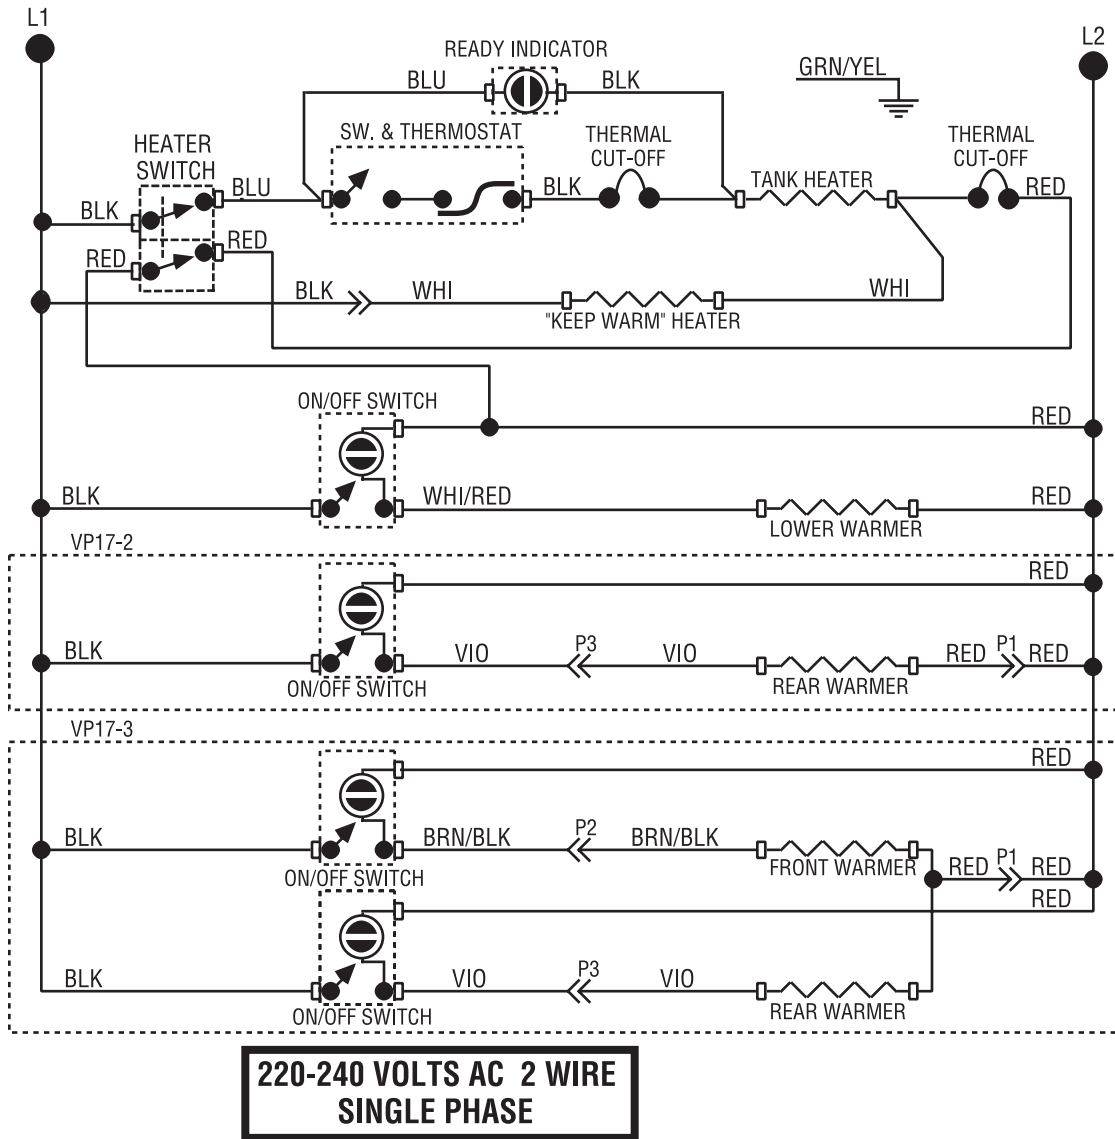 L1
L2
READY INDICATOR
BLU
BLK
GRN/YEL
SW. & THERMOSTAT
THERMAL
CUT-OFF
THERMAL
CUT-OFF
HEATER
SWITCH
BLU
BLK
TANK HEATER
RED
BLK
RED
RED
BLK
WHI
WHI
"KEEP WARM" HEATER
ON/OFF SWITCH
RED
BLK
WHI/RED
RED
LOWER WARMER
VP17-2
RED
BLK
VIO
P3
VIO
RED
P1
RED
ON/OFF SWITCH
REAR WARMER
VP17-3
RED
BLK
BRN/BLK
P2
BRN/BLK
FRONT WARMER
RED
P1
RED
ON/OFF SWITCH
RED
BLK
VIO
P3
VIO
REAR WARMER
ON/OFF SWITCH
220-240 VOLTS AC 2 WIRE
SINGLE PHASE